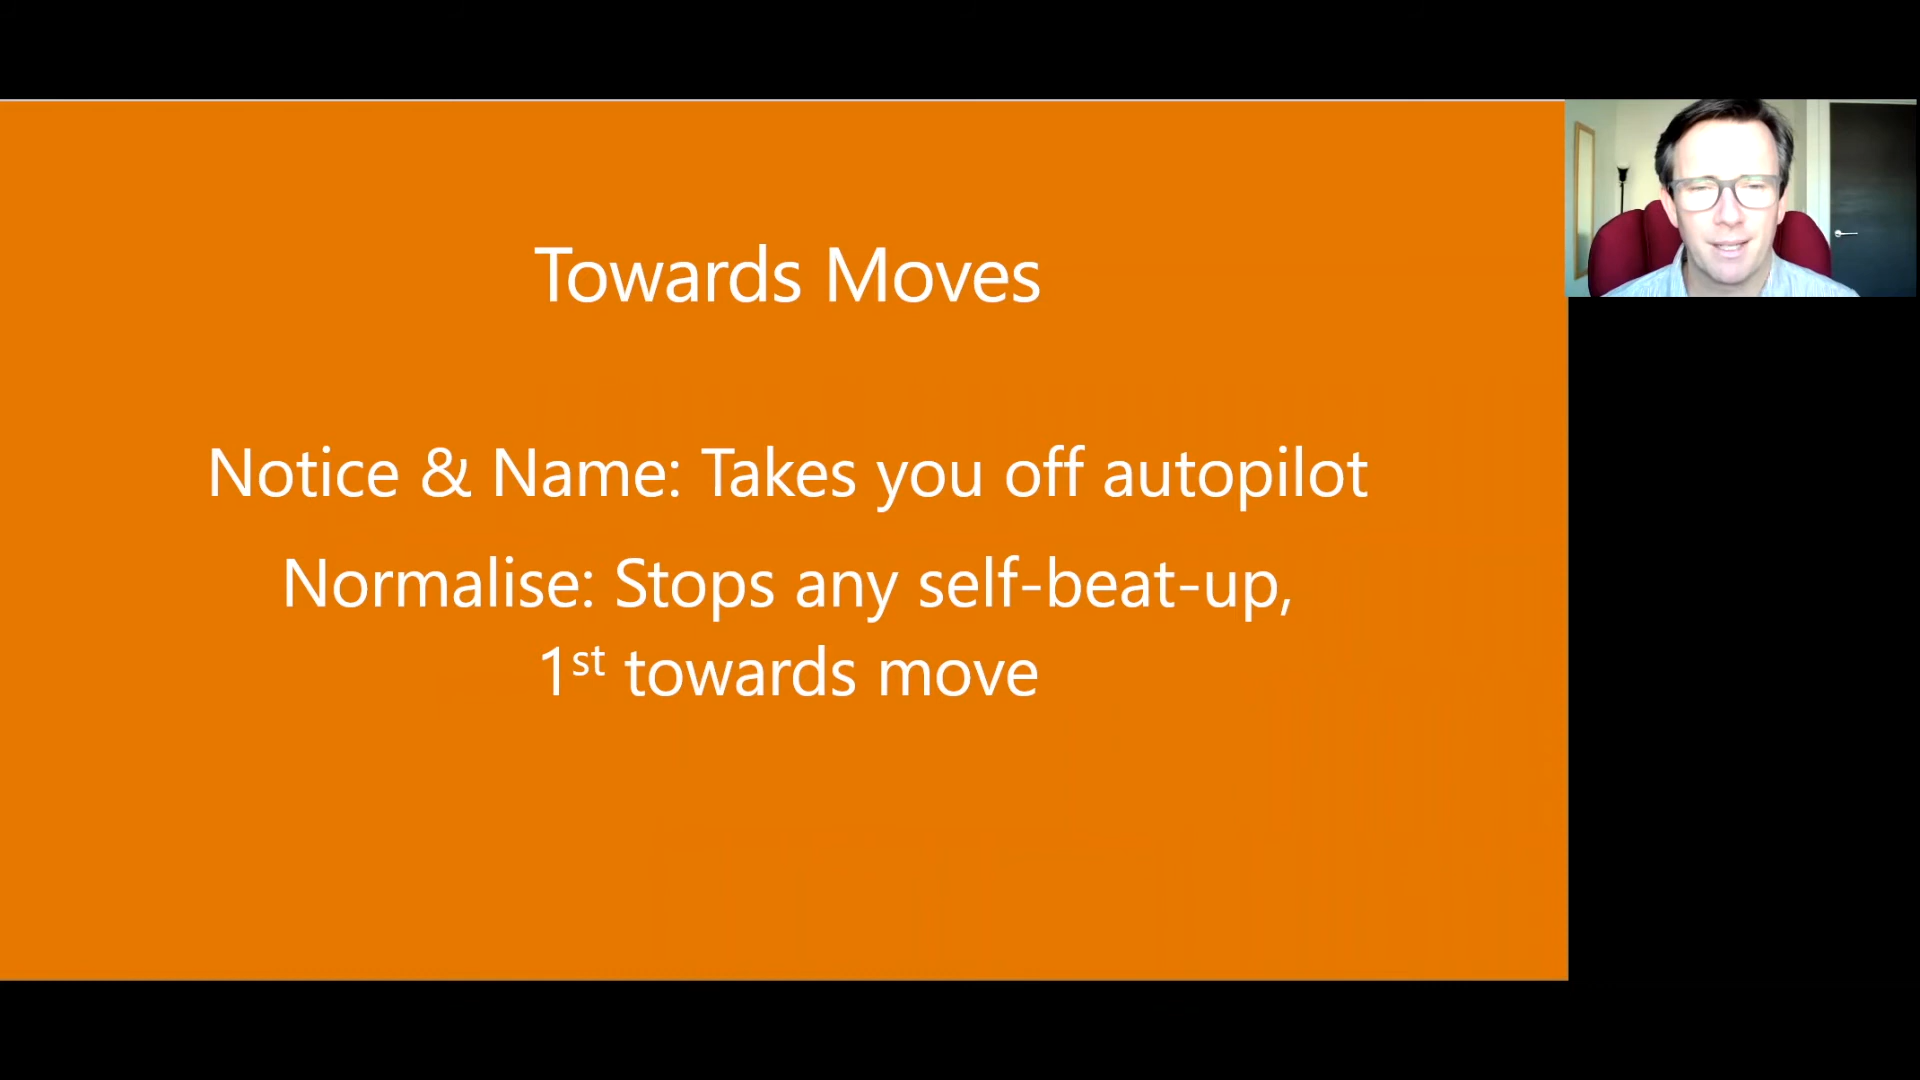 Towards Moves
Notice & Name: Takes you off autopilot
Normalise: Stops any self-beat-up,
1st towards move